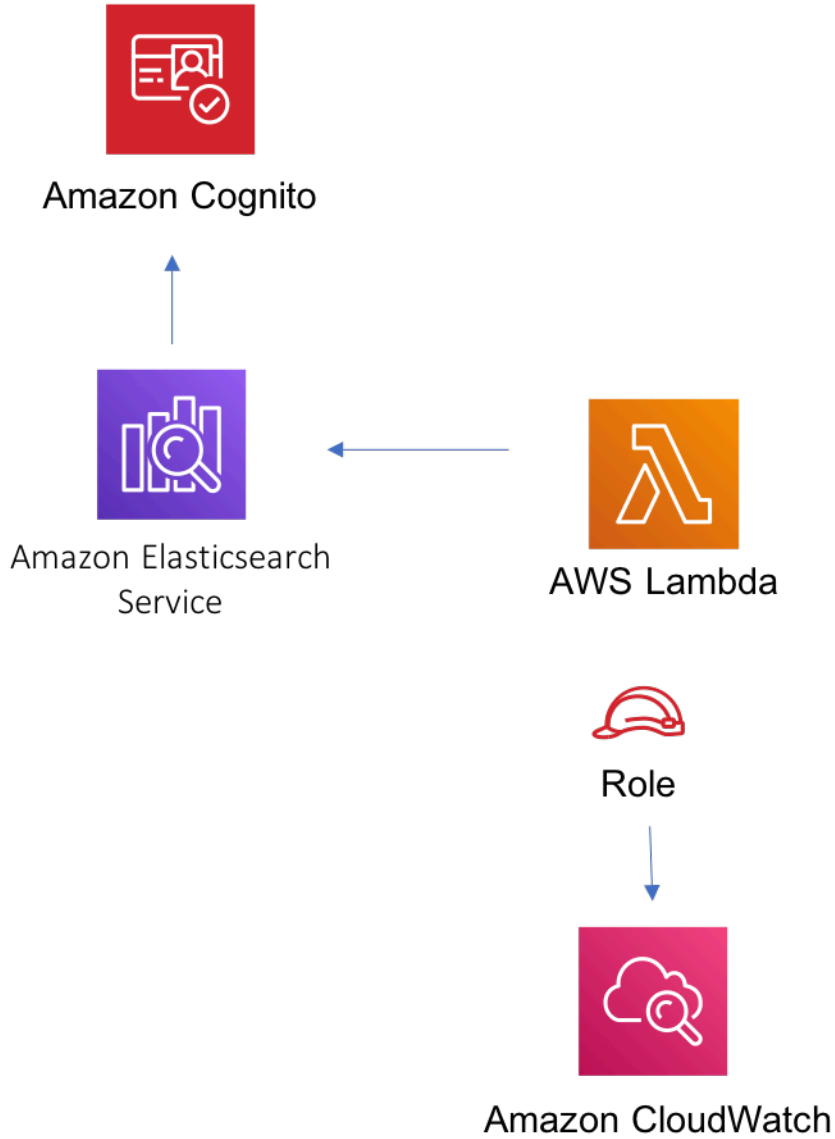 Amazon Cognito
Amazon Elasticsearch
Service
AWS Lambda
Role
Amazon CloudWatch